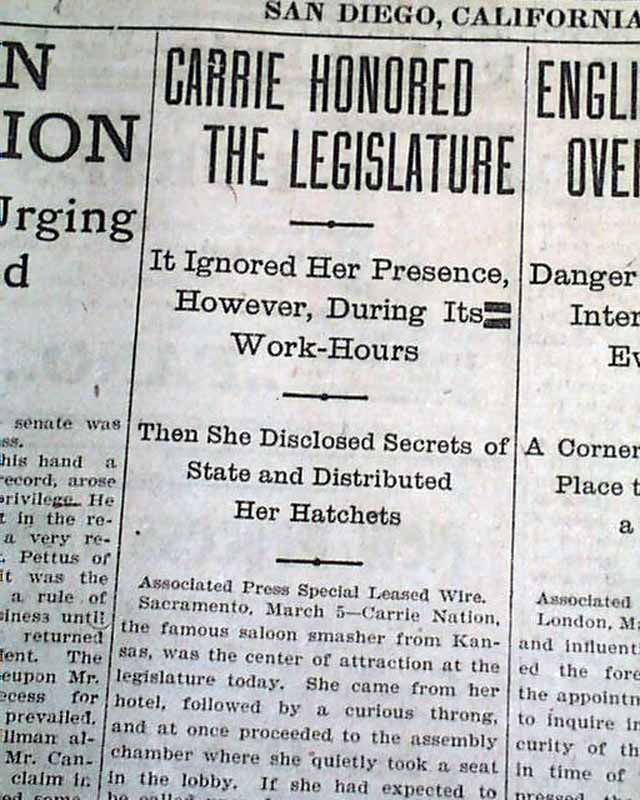 SAN DIEGO, CALIFORNIA
N
ION
Urging
d
senate was
ss.
his hand a
record, arose
privilege. He
t in the re-
a very re-
. Pettus of
it was the
a rule of
siness until
returned
ent. The
eupon Mr.
ecess for
prevailed.
llman al-
Mr. Can-
claim in
CARRIE HONORED
THE LEGISLATURE
It Ignored Her Presence,
However, During Its
Work-Hours
Then She Disclosed Secrets of
State and Distributed
Her Hatchets
Associated Press Special Leased Wire.
Sacramento, March 5—Carrie Nation,
the famous saloon smasher from Kan-
sas, was the center of attraction at the
legislature today. She came from her
hotel, followed by a curious throng,
and at once proceeded to the assembly
chamber where she quietly took a seat
in the lobby. If she had expected to
ENGLI
OVER
Danger
Inter
Ev
A Corner
Place t
a
Associated
London, Ma
and influenti
ed the fore
the appointm
to inquire in
curity of th
in time of